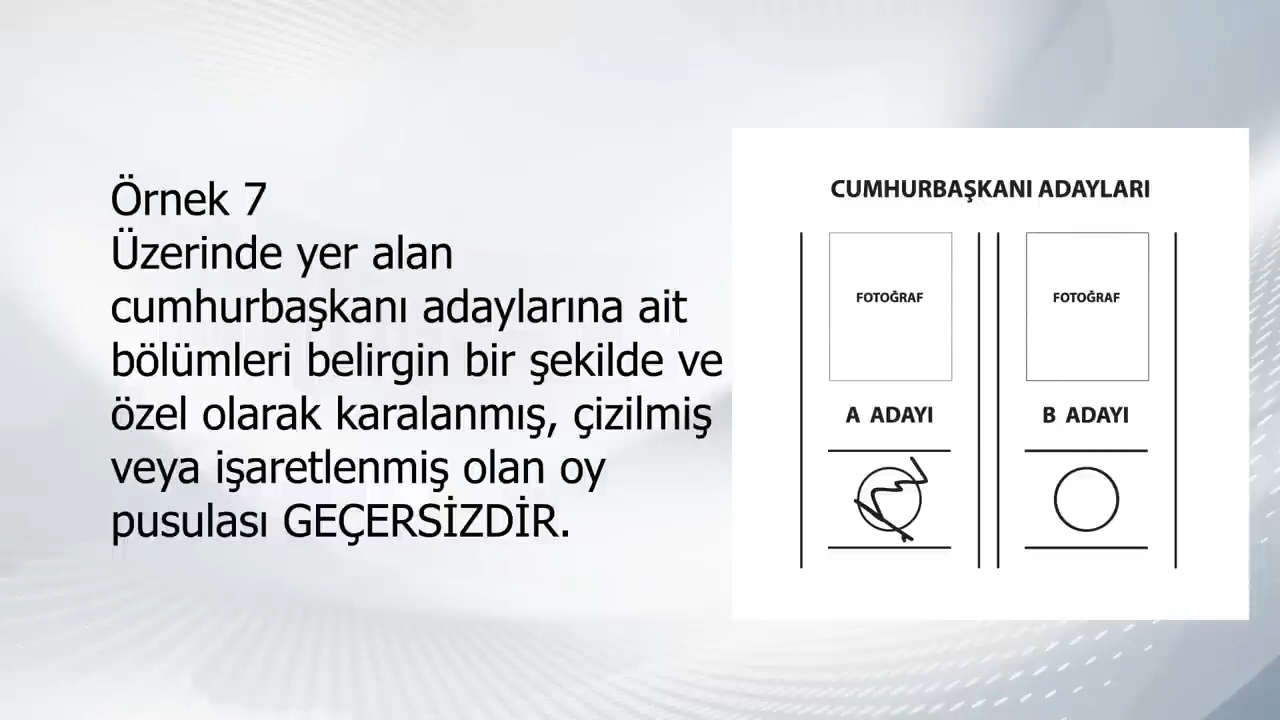 Örnek 7
Üzerinde yer alan
cumhurbaşkanı adaylarına ait
bölümleri belirgin bir şekilde ve
özel olarak karalanmış, çizilmiş
veya işaretlenmiş olan oy
pusulası GEÇERSİZDİR.
CUMHURBAŞKANI ADAYLARI
FOTOĞRAF
FOTOĞRAF
A ADAYI
B ADAYI